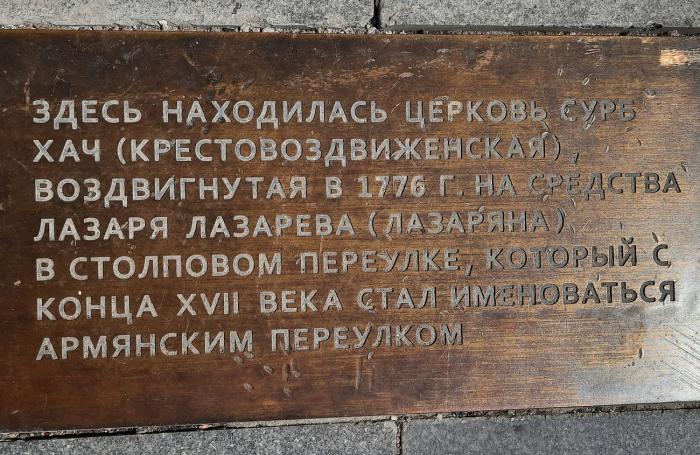 ЗДЕСЬ НАХОДИЛАСЬ ЦЕРКОВЬ СУРБ
ХАЧ (КРЕСТОВОЗДВИЖЕНСКАЯ),
ВОЗДВИГНУТАЯ В 1776 Г. НА СРЕДСТВА
ЛАЗАРЯ ЛАЗАРЕВА (ЛАЗАРЯНА)
В СТОЛПОВОМ ПЕРЕУЛКЕ, КОТОРЫЙ С
КОНЦА XVII ВЕКА СТАЛ ИМЕНОВАТЬСЯ
АРМЯНСКИМ ПЕРЕУЛКОМ